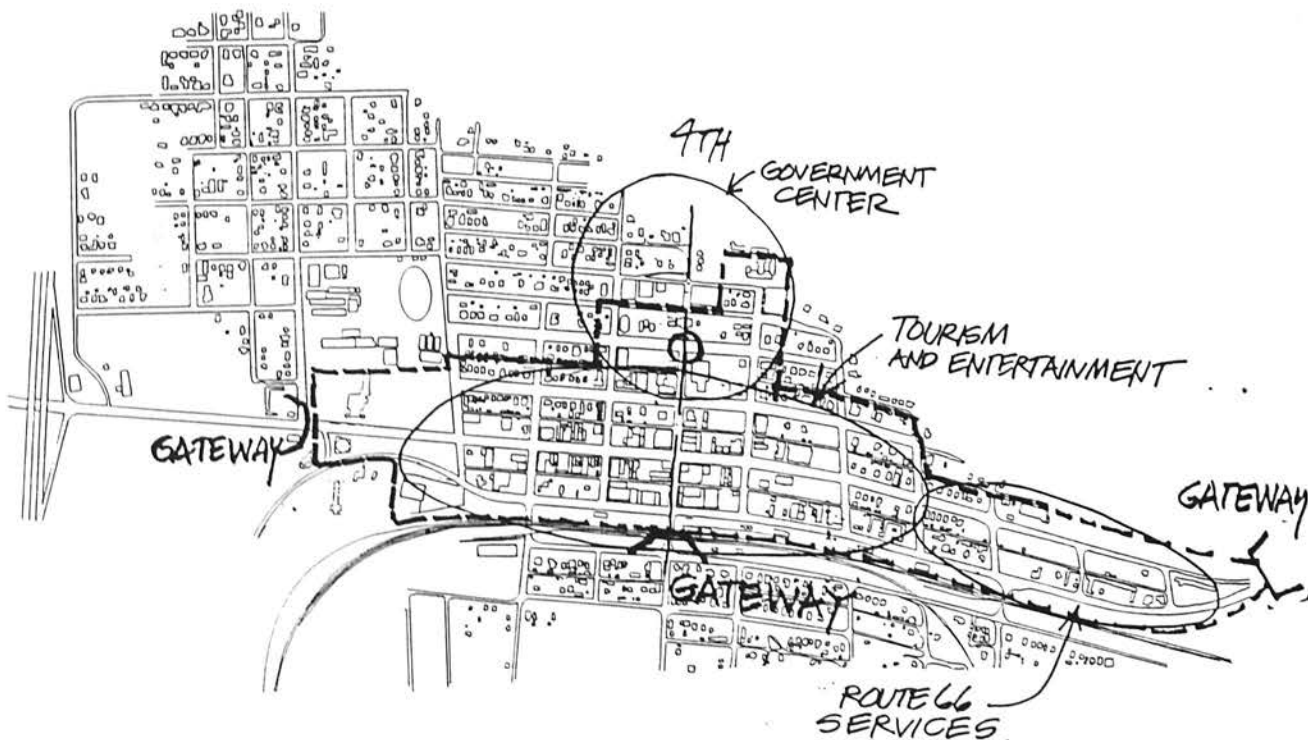 4TH
GOVERNMENT
CENTER
TOURISM
AND ENTERTAINMENT
GATEWAY
GATEWAY
GATEWAY
ROUTE 66
SERVICES